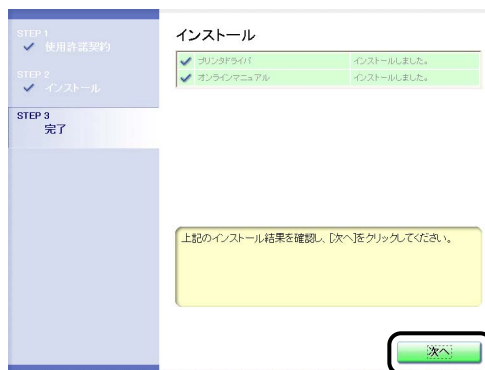 STEP 1
使用許諾契約
STEP 2
インストール
STEP 3
完了
インストール
プリンタドライバ インストールしました。
オンラインマニュアル インストールしました。
上記のインストール結果を確認し、[次へ]をクリックしてください。
次へ